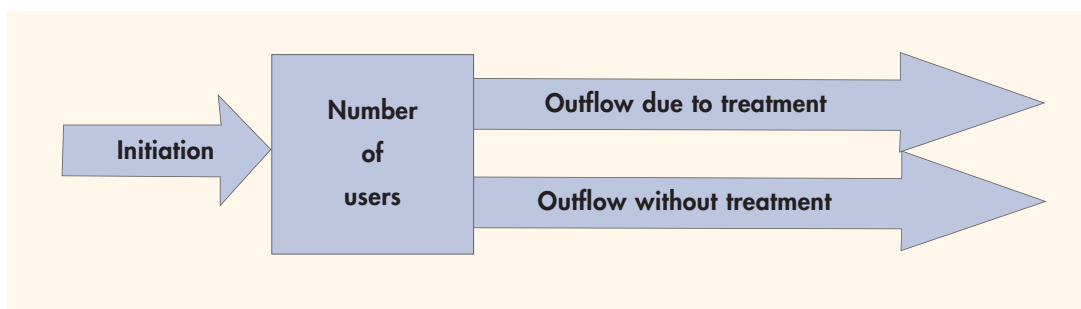 Initiation
Number
of
users
Outflow due to treatment
Outflow without treatment